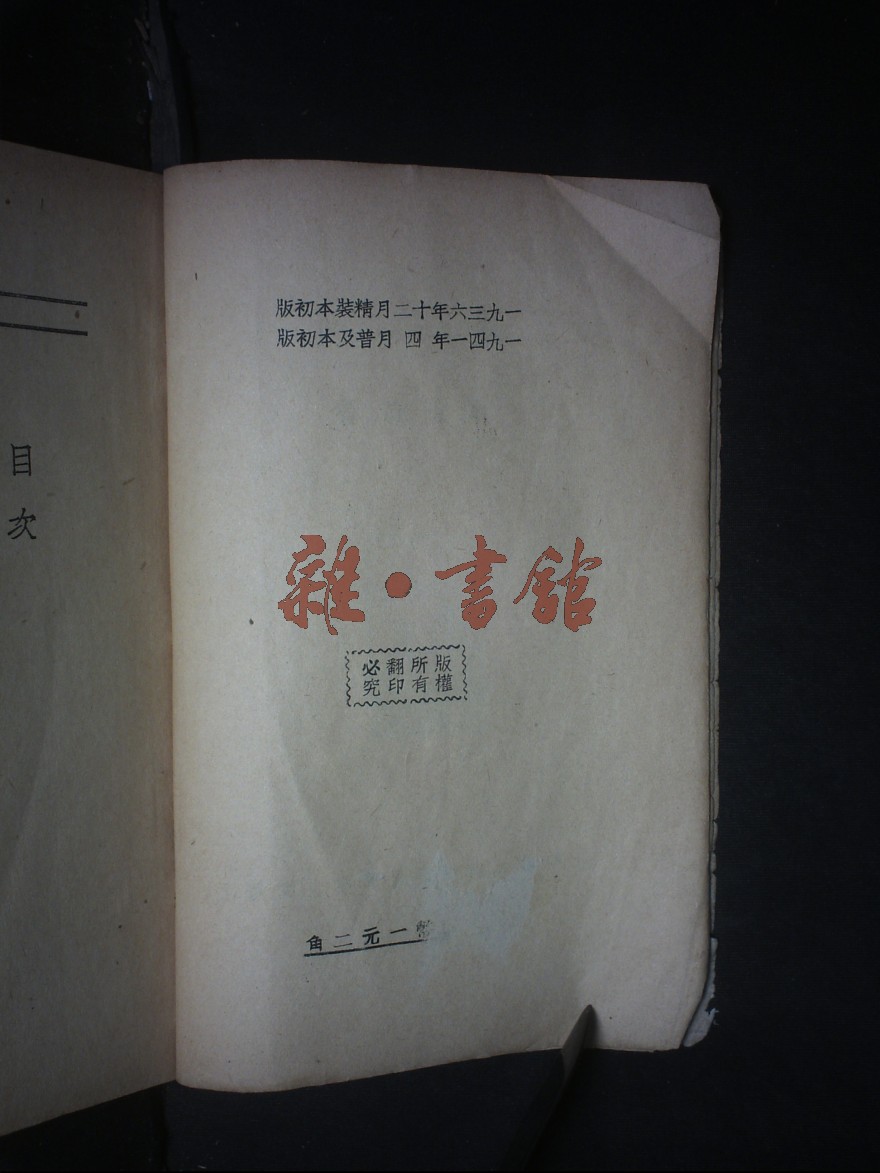 一九三六年十二月精裝本初版
一九四一年 四 月普及本初版
目次
雜·書館
版權
所有
翻印
必究
幣一元二角